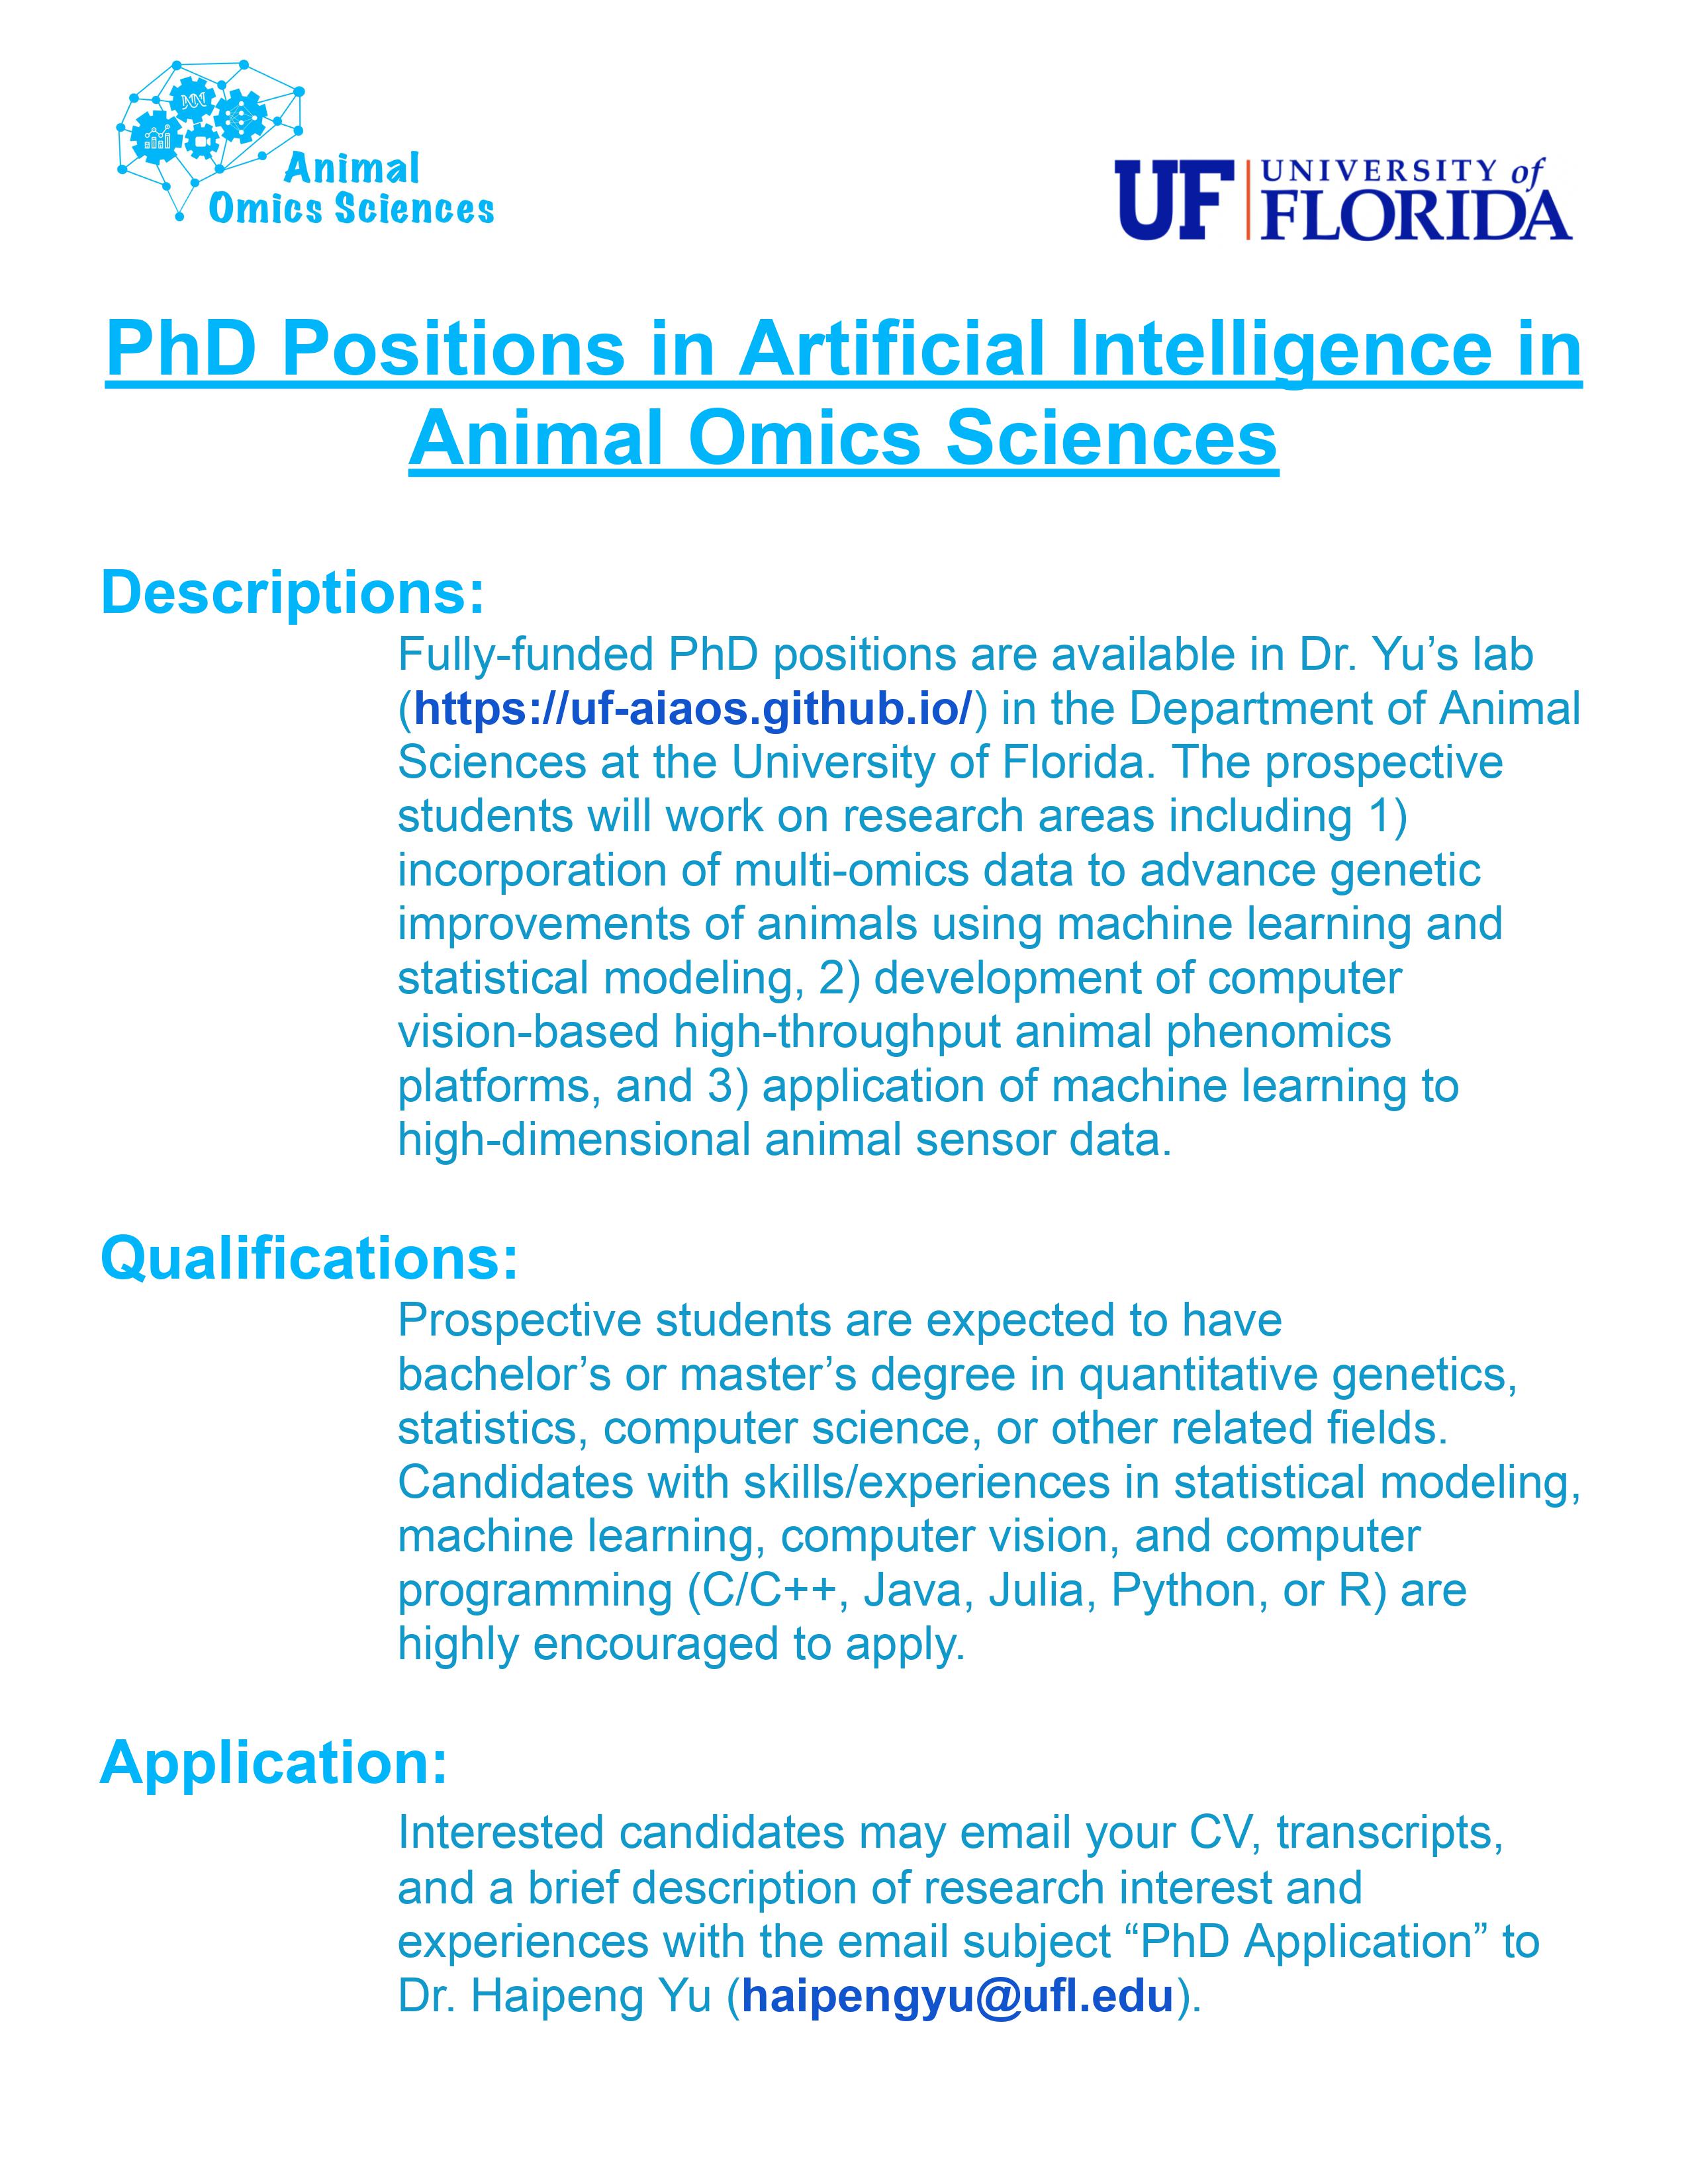 Animal
Omics Sciences
UF UNIVERSITY of
FLORIDA
PhD Positions in Artificial Intelligence in
Animal Omics Sciences
Descriptions:
Fully-funded PhD positions are available in Dr. Yu’s lab
(https://uf-aiaos.github.io/) in the Department of Animal
Sciences at the University of Florida. The prospective
students will work on research areas including 1)
incorporation of multi-omics data to advance genetic
improvements of animals using machine learning and
statistical modeling, 2) development of computer
vision-based high-throughput animal phenomics
platforms, and 3) application of machine learning to
high-dimensional animal sensor data.
Qualifications:
Prospective students are expected to have
bachelor’s or master’s degree in quantitative genetics,
statistics, computer science, or other related fields.
Candidates with skills/experiences in statistical modeling,
machine learning, computer vision, and computer
programming (C/C++, Java, Julia, Python, or R) are
highly encouraged to apply.
Application:
Interested candidates may email your CV, transcripts,
and a brief description of research interest and
experiences with the email subject “PhD Application” to
Dr. Haipeng Yu (haipengyu@ufl.edu).